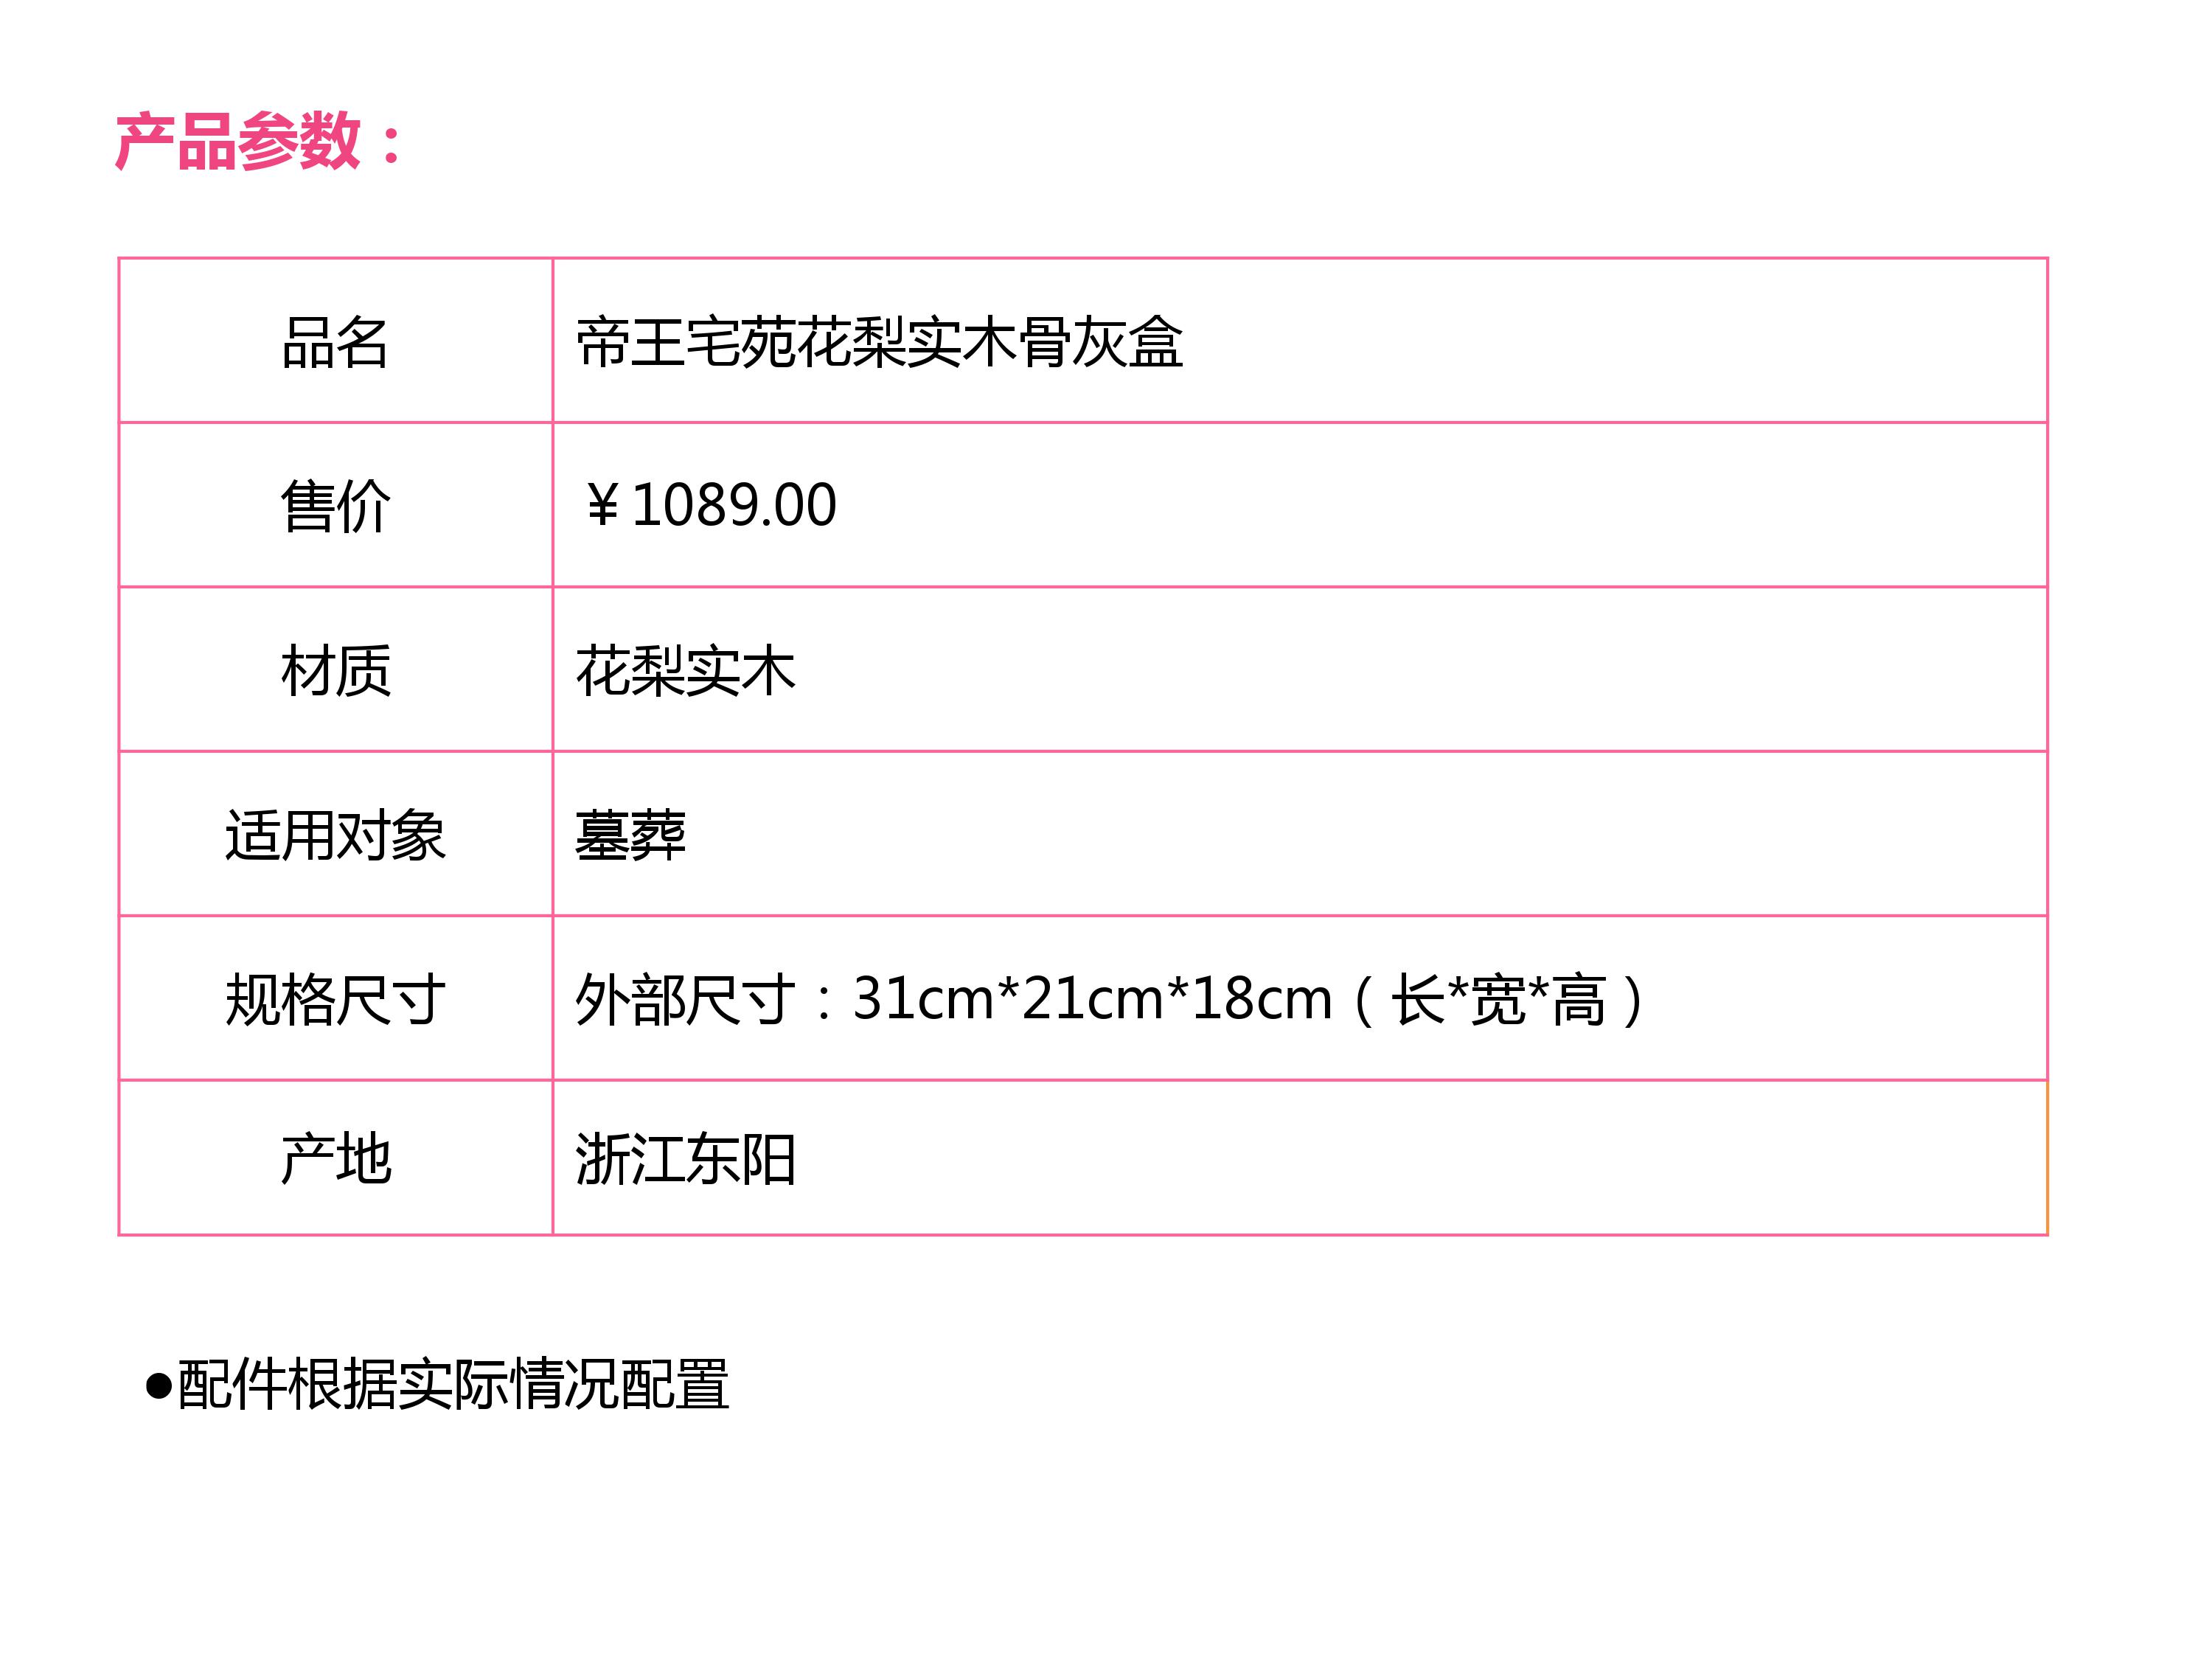 产品参数：
品名 帝王宅苑花梨实木骨灰盒
售价 ￥1089.00
材质 花梨实木
适用对象 墓葬
规格尺寸 外部尺寸：31cm*21cm*18cm（长*宽*高）
产地 浙江东阳
●配件根据实际情况配置